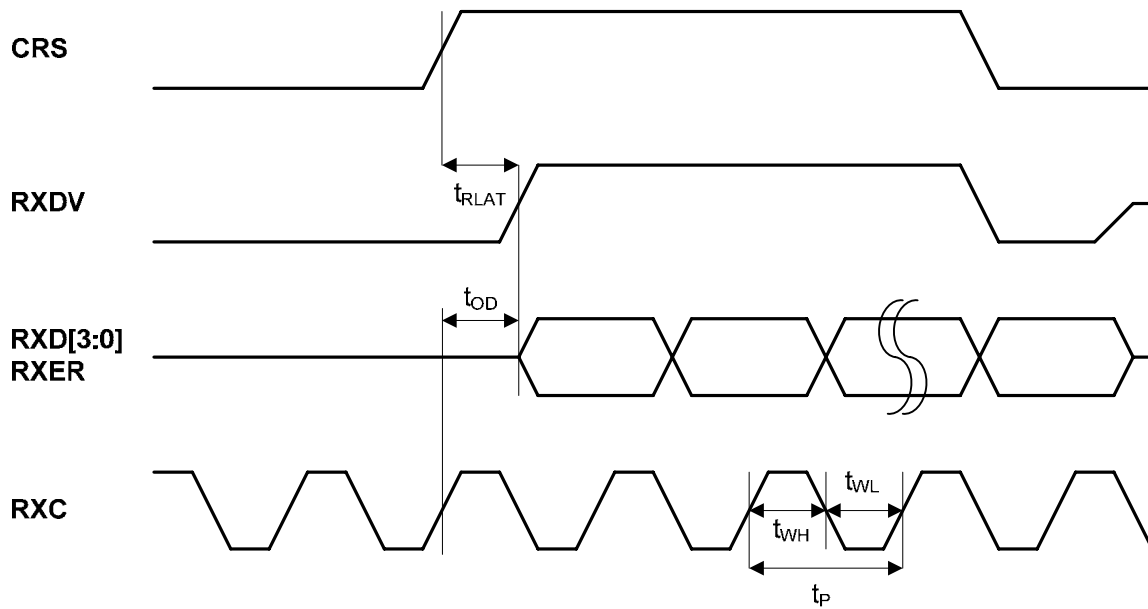 CRS
RXDV
tRLAT
tOD
RXD[3:0]
RXER
RXC
tWH
tWL
tP